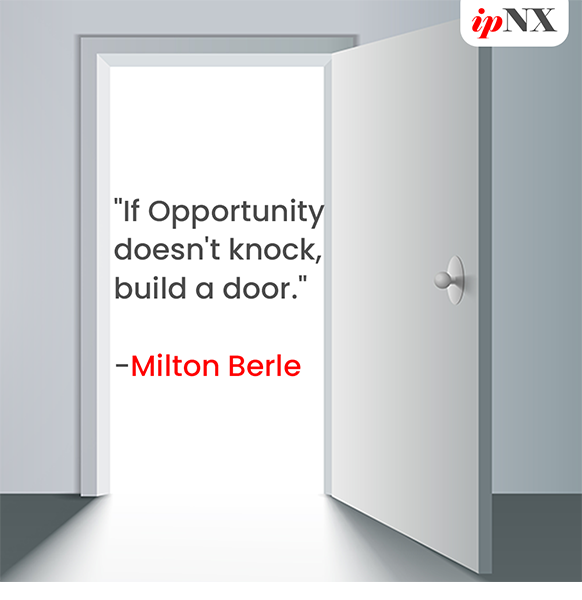 ipNX
"If Opportunity
doesn't knock,
build a door."
-Milton Berle